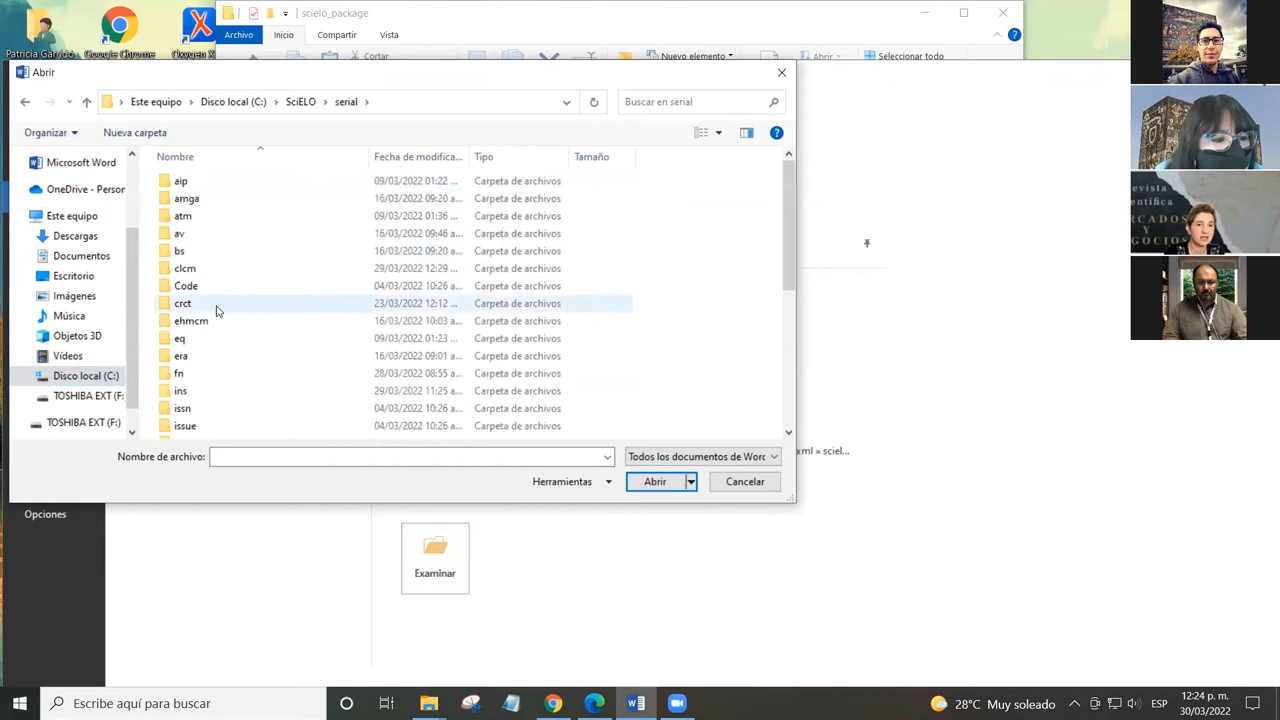 scielo_package
Patricia Garrido
Google Chrome
Oxygen X
Archivo
Inicio
Compartir
Vista
Cortar
Nuevo elemento
Abrir
Seleccionar todo
Abrir
Este equipo > Disco local (C:) > SciELO > serial >
Buscar en serial
Organizar
Nueva carpeta
Microsoft Word
OneDrive - Person
Este equipo
Descargas
Documentos
Escritorio
Imágenes
Música
Objetos 3D
Vídeos
Disco local (C:)
TOSHIBA EXT (F:
TOSHIBA EXT (F:)
Nombre Fecha de modifica... Tipo Tamaño
aip 09/03/2022 01:22 ... Carpeta de archivos
amga 16/03/2022 09:20 a... Carpeta de archivos
atm 09/03/2022 01:36 ... Carpeta de archivos
av 16/03/2022 09:46 a... Carpeta de archivos
bs 16/03/2022 09:20 a... Carpeta de archivos
clcm 29/03/2022 12:29 ... Carpeta de archivos
Code 04/03/2022 10:26 a... Carpeta de archivos
crct 23/03/2022 12:12 ... Carpeta de archivos
ehmcm 16/03/2022 10:03 a... Carpeta de archivos
eq 09/03/2022 01:23 ... Carpeta de archivos
era 16/03/2022 09:01 a... Carpeta de archivos
fn 28/03/2022 08:55 a... Carpeta de archivos
ins 29/03/2022 11:25 a... Carpeta de archivos
issn 04/03/2022 10:26 a... Carpeta de archivos
issue 04/03/2022 10:26 a... Carpeta de archivos
Nombre de archivo:
Todos los documentos de Word
Herramientas
Abrir
Cancelar
xml » sciel...
Opciones
Examinar
evista
entífica
ERCADOS
Y
GOCIOS
Escribe aquí para buscar
28°C Muy soleado
ESP
12:24 p. m.
30/03/2022